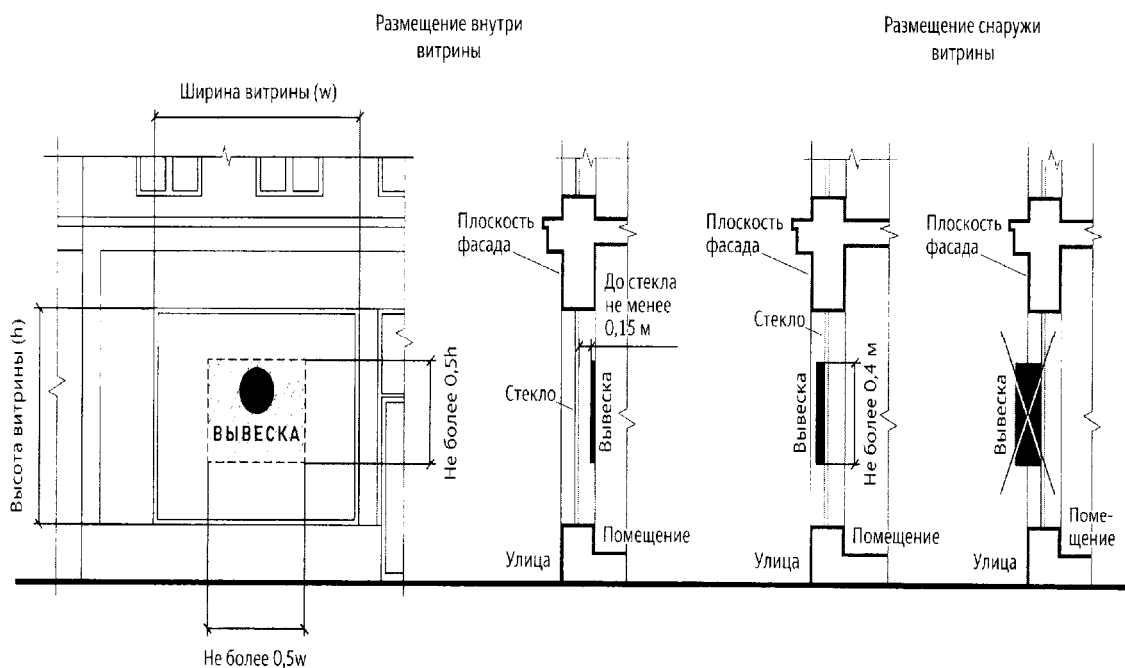 Размещение внутри
витрины
Размещение снаружи
витрины
Ширина витрины (w)
Высота витрины (h)
ВЫВЕСКА
Не более 0,5h
Не более 0,5w
Плоскость
фасада
До стекла
не менее
0,15 м
Стекло
Вывеска
Улица
Помещение
Плоскость
фасада
Стекло
Вывеска
Не более 0,4 м
Улица
Помещение
Плоскость
фасада
Вывеска
Улица
Поме-
щение